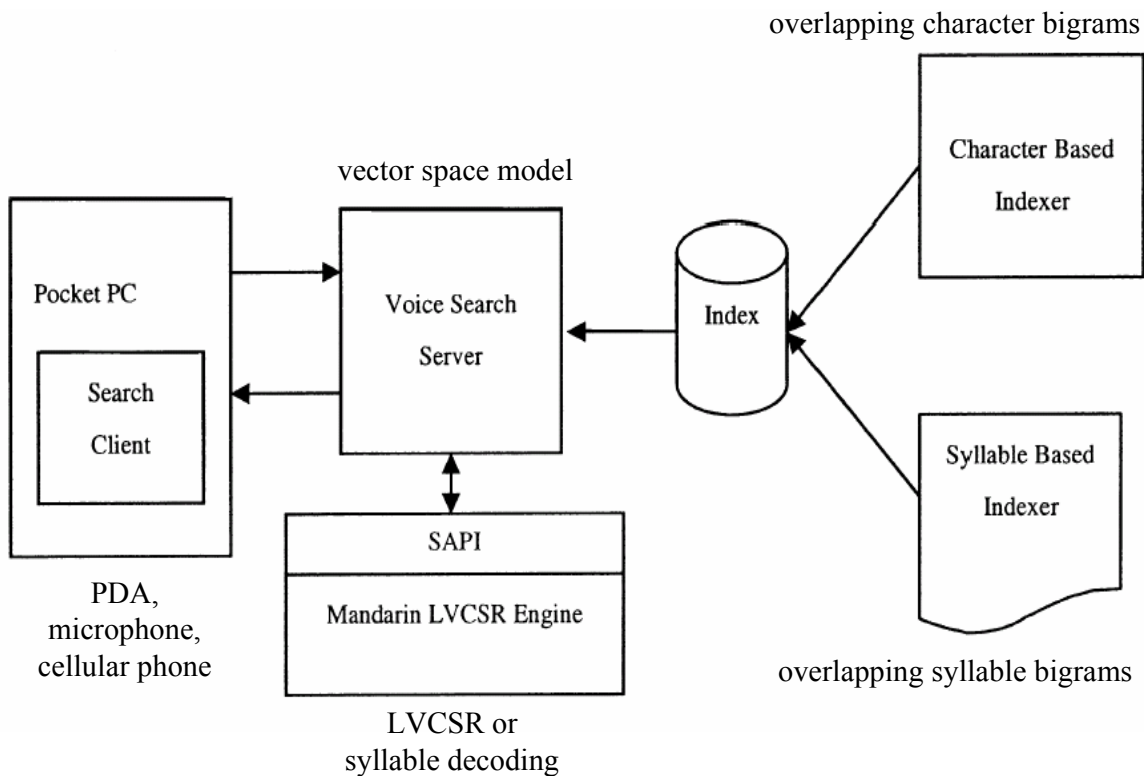 overlapping character bigrams
Character Based
Indexer
vector space model
Pocket PC
Search
Client
Voice Search
Server
Index
Syllable Based
Indexer
SAPI
Mandarin LVCSR Engine
PDA,
microphone,
cellular phone
overlapping syllable bigrams
LVCSR or
syllable decoding